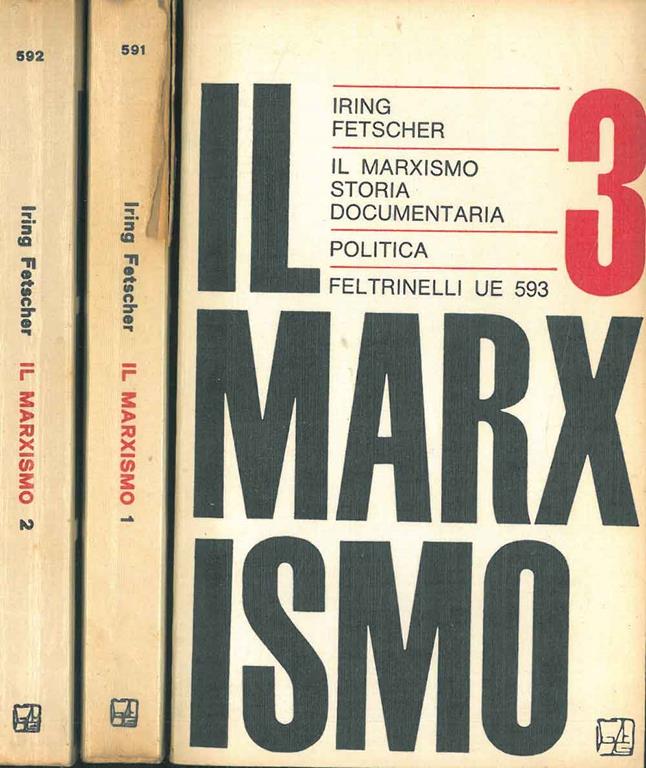 592
Iring Fetscher IL MARXISMO 2
591
Iring Fetscher IL MARXISMO 1
IL
IRING
FETSCHER
IL MARXISMO
STORIA
DOCUMENTARIA
POLITICA
FELTRINELLI UE 593
3
MARX
ISMO